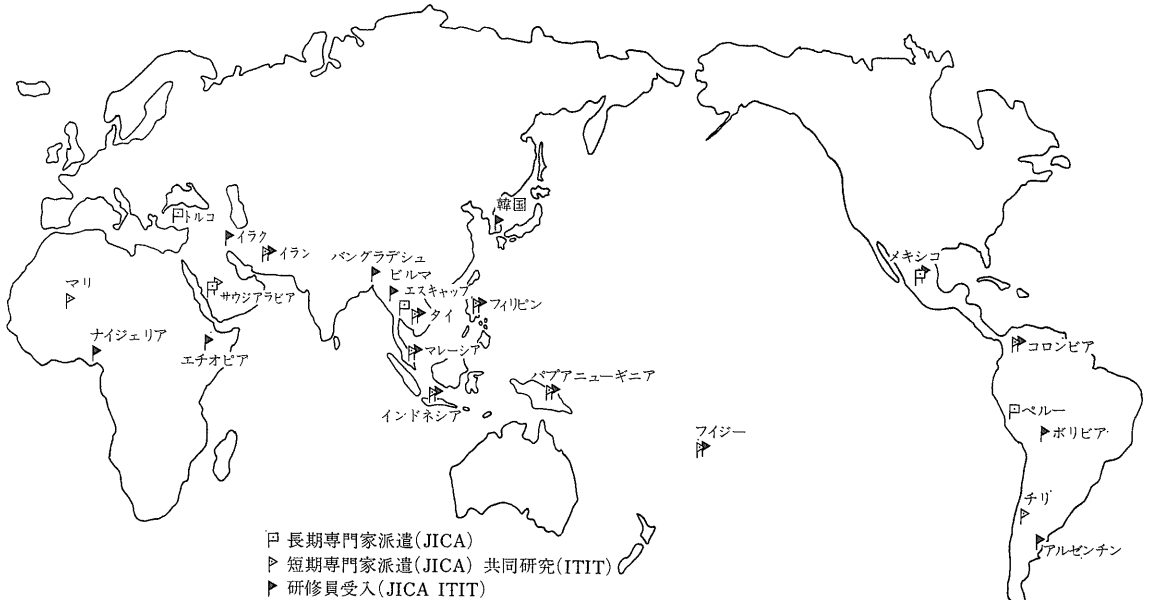 韓国
トルコ
イラク
イラン
バングラデシュ
メキシコ
ビルマ
マリ
サウジアラビア
エスキャップ
フィリピン
タイ
ナイジェリア
エチオピア
マレーシア
コロンビア
パプアニューギニア
インドネシア
ペルー
フイジー
ボリビア
チリ
長期専門家派遣(JICA)
アルゼンチン
短期専門家派遣(JICA) 共同研究(ITIT)
研修員受入(JICA ITIT)